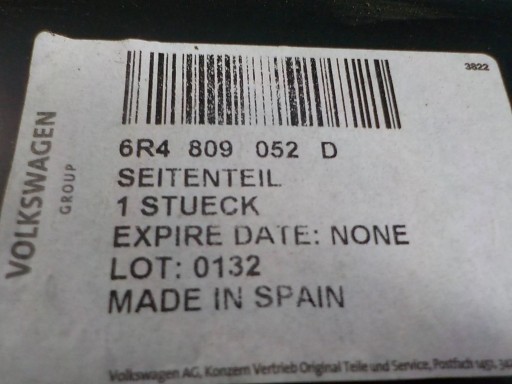 3822
VOLKSWAGEN
GROUP
6R4 809 052 D
SEITENTEIL
1 STUECK
EXPIRE DATE: NONE
LOT: 0132
MADE IN SPAIN
Volkswagen AG, Konzern Vertrieb Original Teile und Service, Postfach 1457,